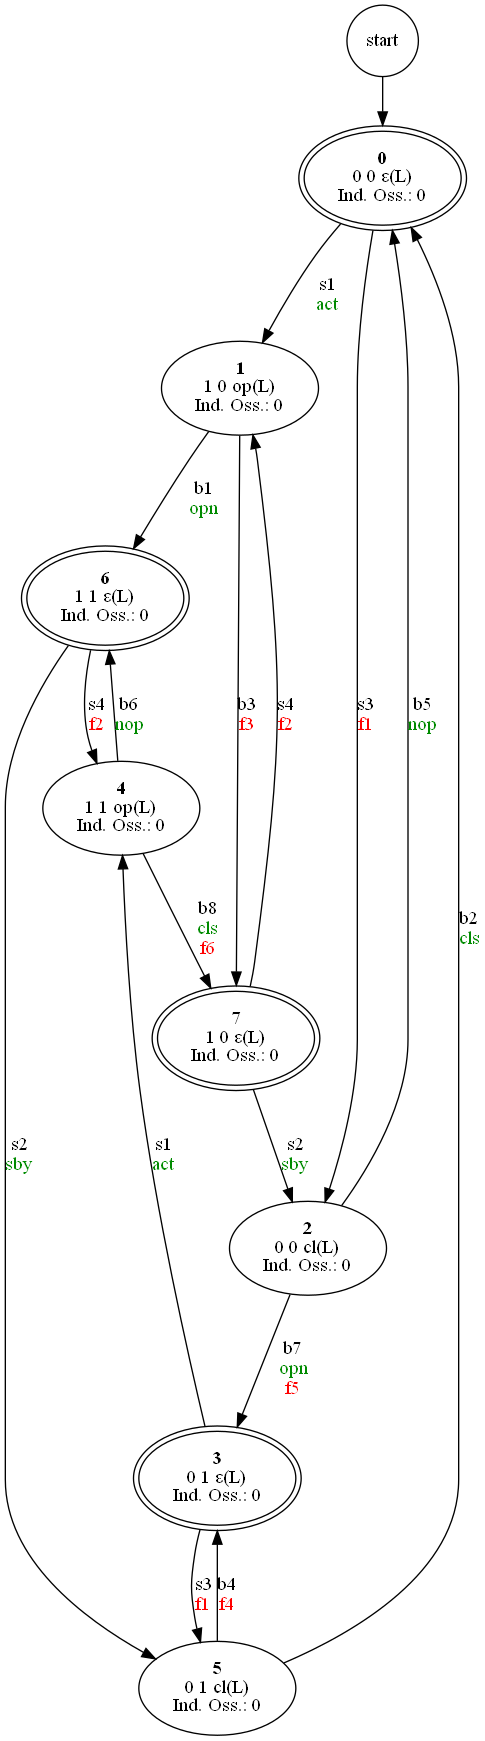 start
0
0 0 ε(L)
Ind. Oss.: 0
s1
act
1
1 0 op(L)
Ind. Oss.: 0
b1
opn
6
1 1 ε(L)
Ind. Oss.: 0
s4
f2
b6
nop
b3
f3
s4
f2
s3
f1
b5
nop
4
1 1 op(L)
Ind. Oss.: 0
b8
cls
f6
b2
cls
7
1 0 ε(L)
Ind. Oss.: 0
s2
sby
s1
act
s2
sby
2
0 0 cl(L)
Ind. Oss.: 0
b7
opn
f5
3
0 1 ε(L)
Ind. Oss.: 0
s3
f1
b4
f4
5
0 1 cl(L)
Ind. Oss.: 0